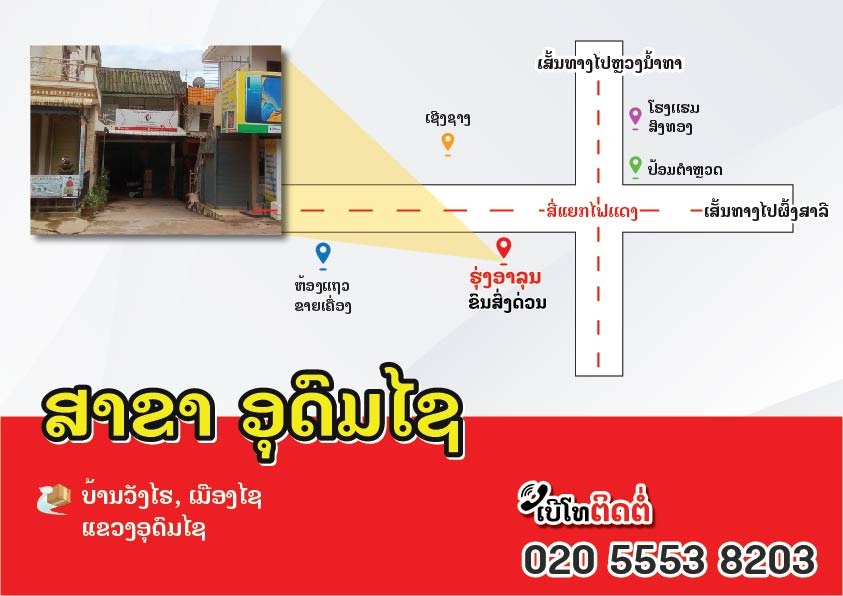 ເສັ້ນທາງໄປຫຼວງນ້ຳທາ
ໂຮງແຮມ
ສິງທອງ
ເຊີງຊາງ
ປ້ອມຕຳຫຼວດ
ສີ່ແຍກໄຟແດງ
ເສັ້ນທາງໄປຜົ້ງສາລີ
ຫ້ອງແຖວ
ຂາຍເຄື່ອງ
ຮຸ່ງອາລຸນ
ຂົນສົ່ງດ່ວນ
ສາຂາ ອຸດົມໄຊ
ບ້ານວັງໄຮ, ເມືອງໄຊ
ແຂວງອຸດົມໄຊ
ເບີໂທຕິດຕໍ່
020 5553 8203